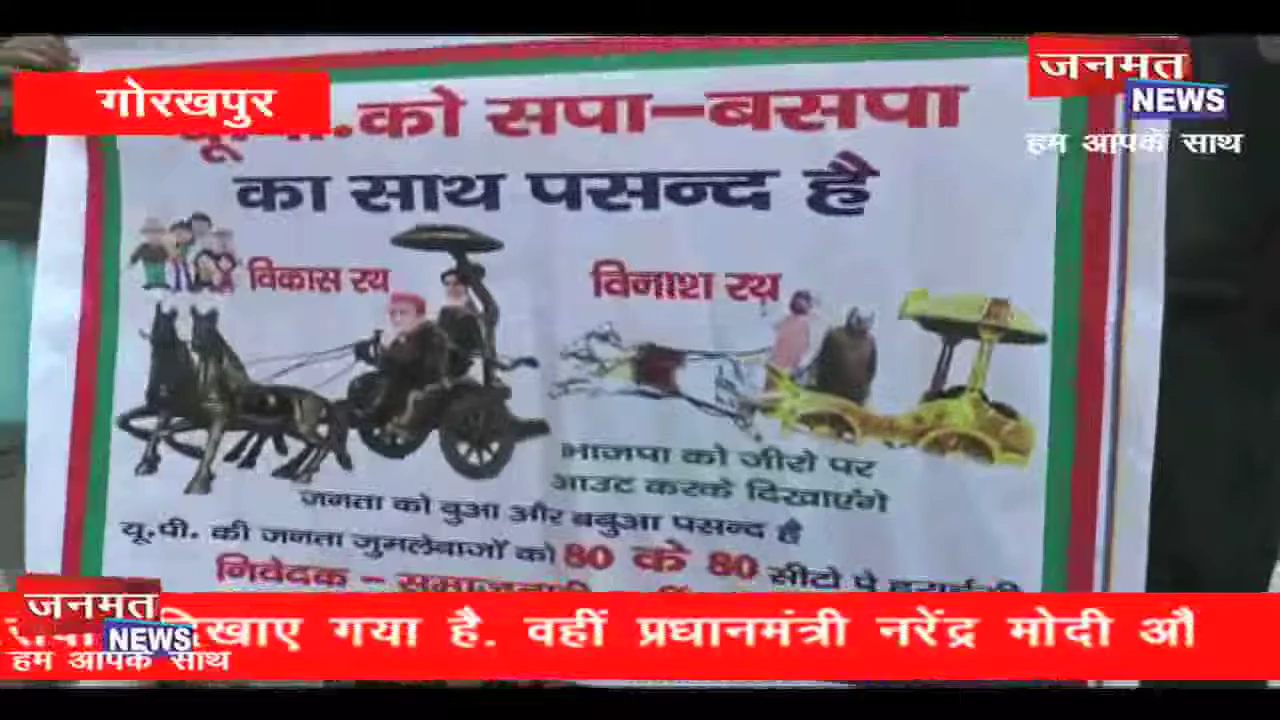 गोरखपुर
जनमत
NEWS
हम आपके साथ
को सपा-बसपा
का साथ पसन्द है
विकास रथ
विनाश रथ
भाजपा को जीरो पर
आउट करके दिखाएंगे
जनता को बुआ और बबुआ पसन्द है
यू.पी. की जनता जुमलेबाजों को 80 के 80 सीटो पे
निवेदक -
जनमत
NEWS
हम आपके साथ
गया है. वहीं प्रधानमंत्री नरेंद्र मोदी औ